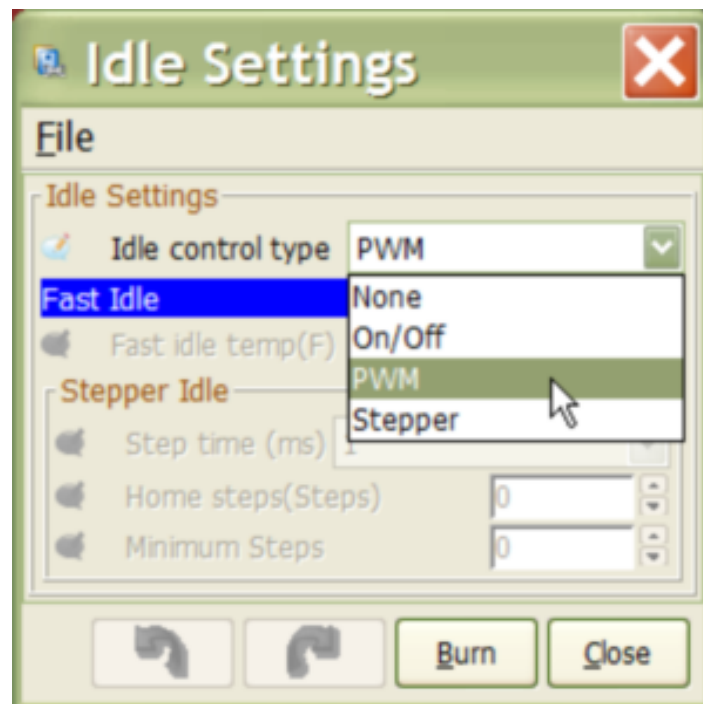 Idle Settings
File
Idle Settings
Idle control type PWM
Fast Idle
None
Fast idle temp(F)
On/Off
PWM
Stepper Idle
Stepper
Step time (ms) 1
Home steps(Steps) 0
Minimum Steps 0
Burn Close